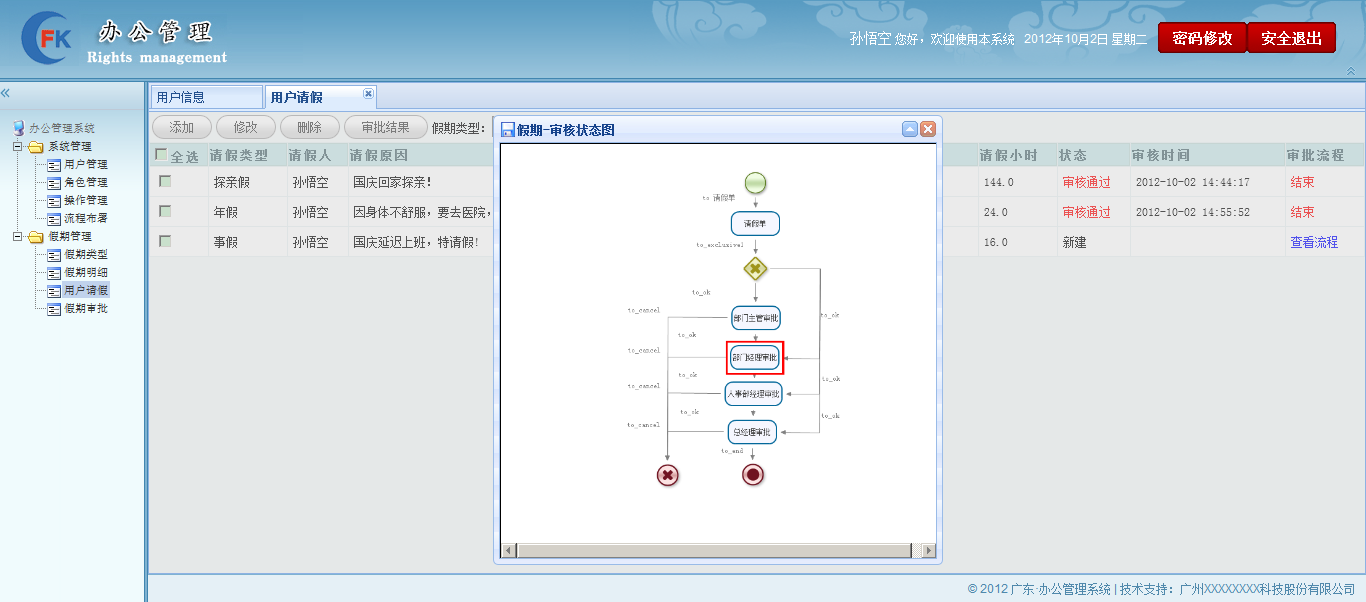 FK 办公管理
Rights management
孙悟空 您好，欢迎使用本系统 2012年10月2日 星期二
密码修改 安全退出
用户信息 用户请假
办公管理系统
系统管理
用户管理
角色管理
操作管理
流程布署
假期管理
假期类型
假期明细
用户请假
假期审批
添加 修改 删除 审批结果 假期类型：
全选 请假类型 请假人 请假原因 请假小时 状态 审核时间 审批流程
探亲假 孙悟空 国庆回家探亲！ 144.0 审核通过 2012-10-02 14:44:17 结束
年假 孙悟空 因身体不舒服，要去医院， 24.0 审核通过 2012-10-02 14:55:52 结束
事假 孙悟空 国庆延迟上班，特请假！ 16.0 新建 查看流程
假期-审核状态图
to 请假单
请假单
to_exclusive1
to_ok
to_cancel
部门主管审批
to_ok
to_ok
to_cancel
部门经理审批
to_ok
to_ok
to_cancel
人事部经理审批
to_ok
to_ok
to_cancel
总经理审批
to_end
© 2012 广东·办公管理系统 | 技术支持：广州XXXXXXXX科技股份有限公司